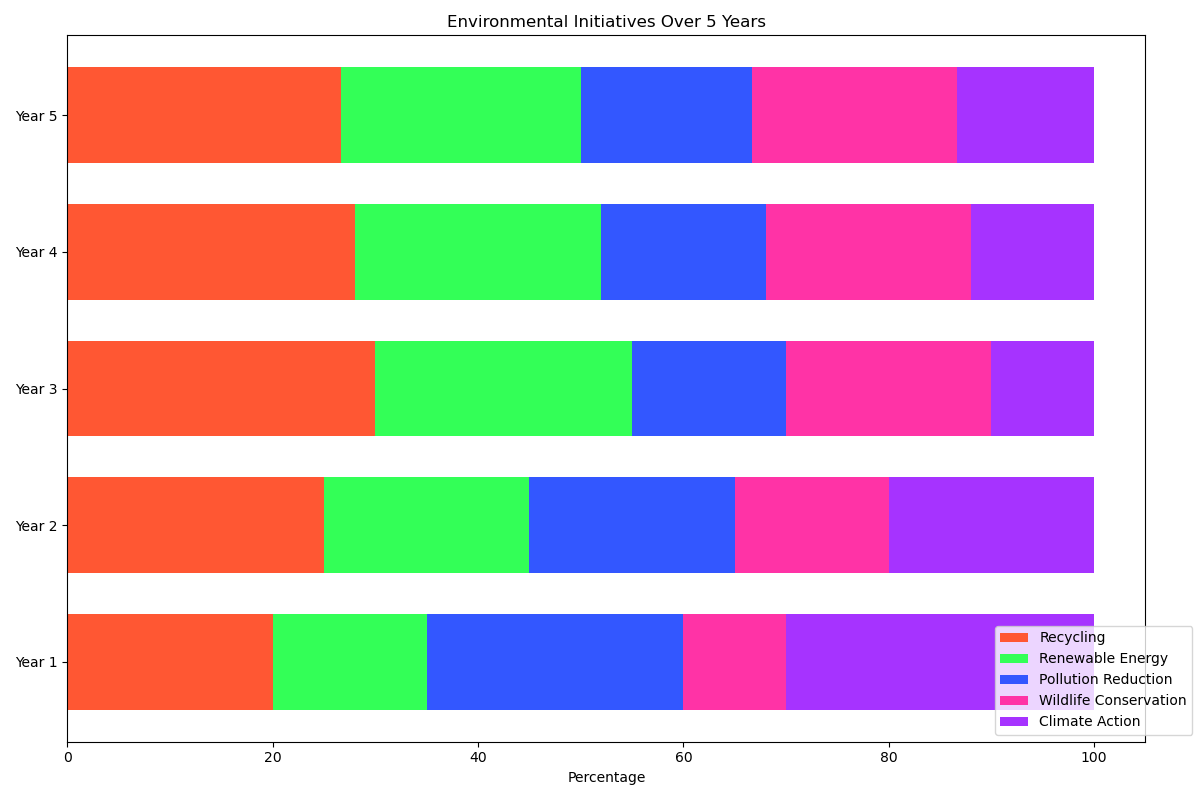 Environmental Initiatives Over 5 Years
Year 5
Year 4
Year 3
Year 2
Year 1
Recycling
Renewable Energy
Pollution Reduction
Wildlife Conservation
Climate Action
0 20 40 60 80 100
Percentage